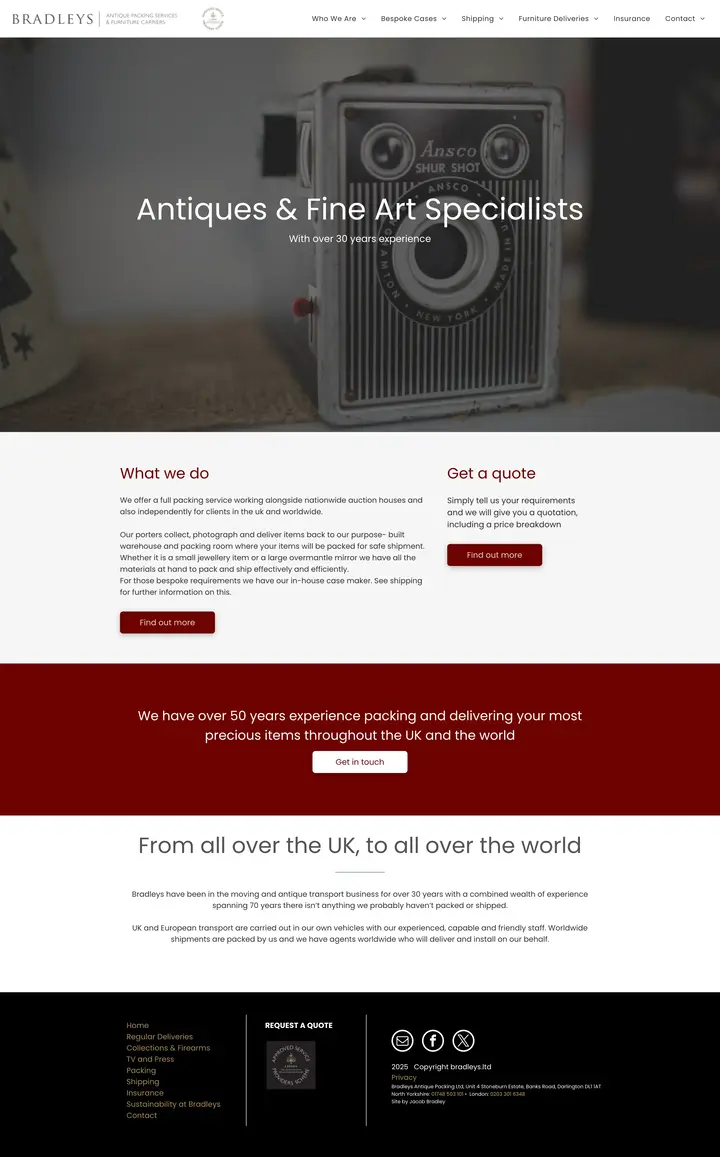 BRADLEYS
ANTIQUE PACKING SERVICES
& FURNITURE CARRIERS
Who We Are
Bespoke Cases
Shipping
Furniture Deliveries
Insurance
Contact
Ansco
SHUR SHOT
ANSCO
BINGHAMTON
NEW YORK
MADE IN
Antiques & Fine Art Specialists
With over 30 years experience
What we do
We offer a full packing service working alongside nationwide auction houses and
also independently for clients in the uk and worldwide.
Our porters collect, photograph and deliver items back to our purpose- built
warehouse and packing room where your items will be packed for safe shipment.
Whether it is a small jewellery item or a large overmantle mirror we have all the
materials at hand to pack and ship effectively and efficiently.
For those bespoke requirements we have our in-house case maker. See shipping
for further information on this.
Find out more
Get a quote
Simply tell us your requirements
and we will give you a quotation,
including a price breakdown
Find out more
We have over 50 years experience packing and delivering your most
precious items throughout the UK and the world
Get in touch
From all over the UK, to all over the world
Bradleys have been in the moving and antique transport business for over 30 years with a combined wealth of experience
spanning 70 years there isn't anything we probably haven't packed or shipped.
UK and European transport are carried out in our own vehicles with our experienced, capable and friendly staff. Worldwide
shipments are packed by us and we have agents worldwide who will deliver and install on our behalf.
Home
Regular Deliveries
Collections & Firearms
TV and Press
Packing
Shipping
Insurance
Sustainability at Bradleys
Contact
REQUEST A QUOTE
APPROVED SERVICE
PROVIDERS SCHEME
2025 Copyright bradleys.ltd
Privacy
Bradleys Antique Packing Ltd, Unit 4 Stoneburn Estate, Banks Road, Darlington DL1 1AT
North Yorkshire: 01748 503 101 • London: 0203 301 6348
Site by Jacob Bradley